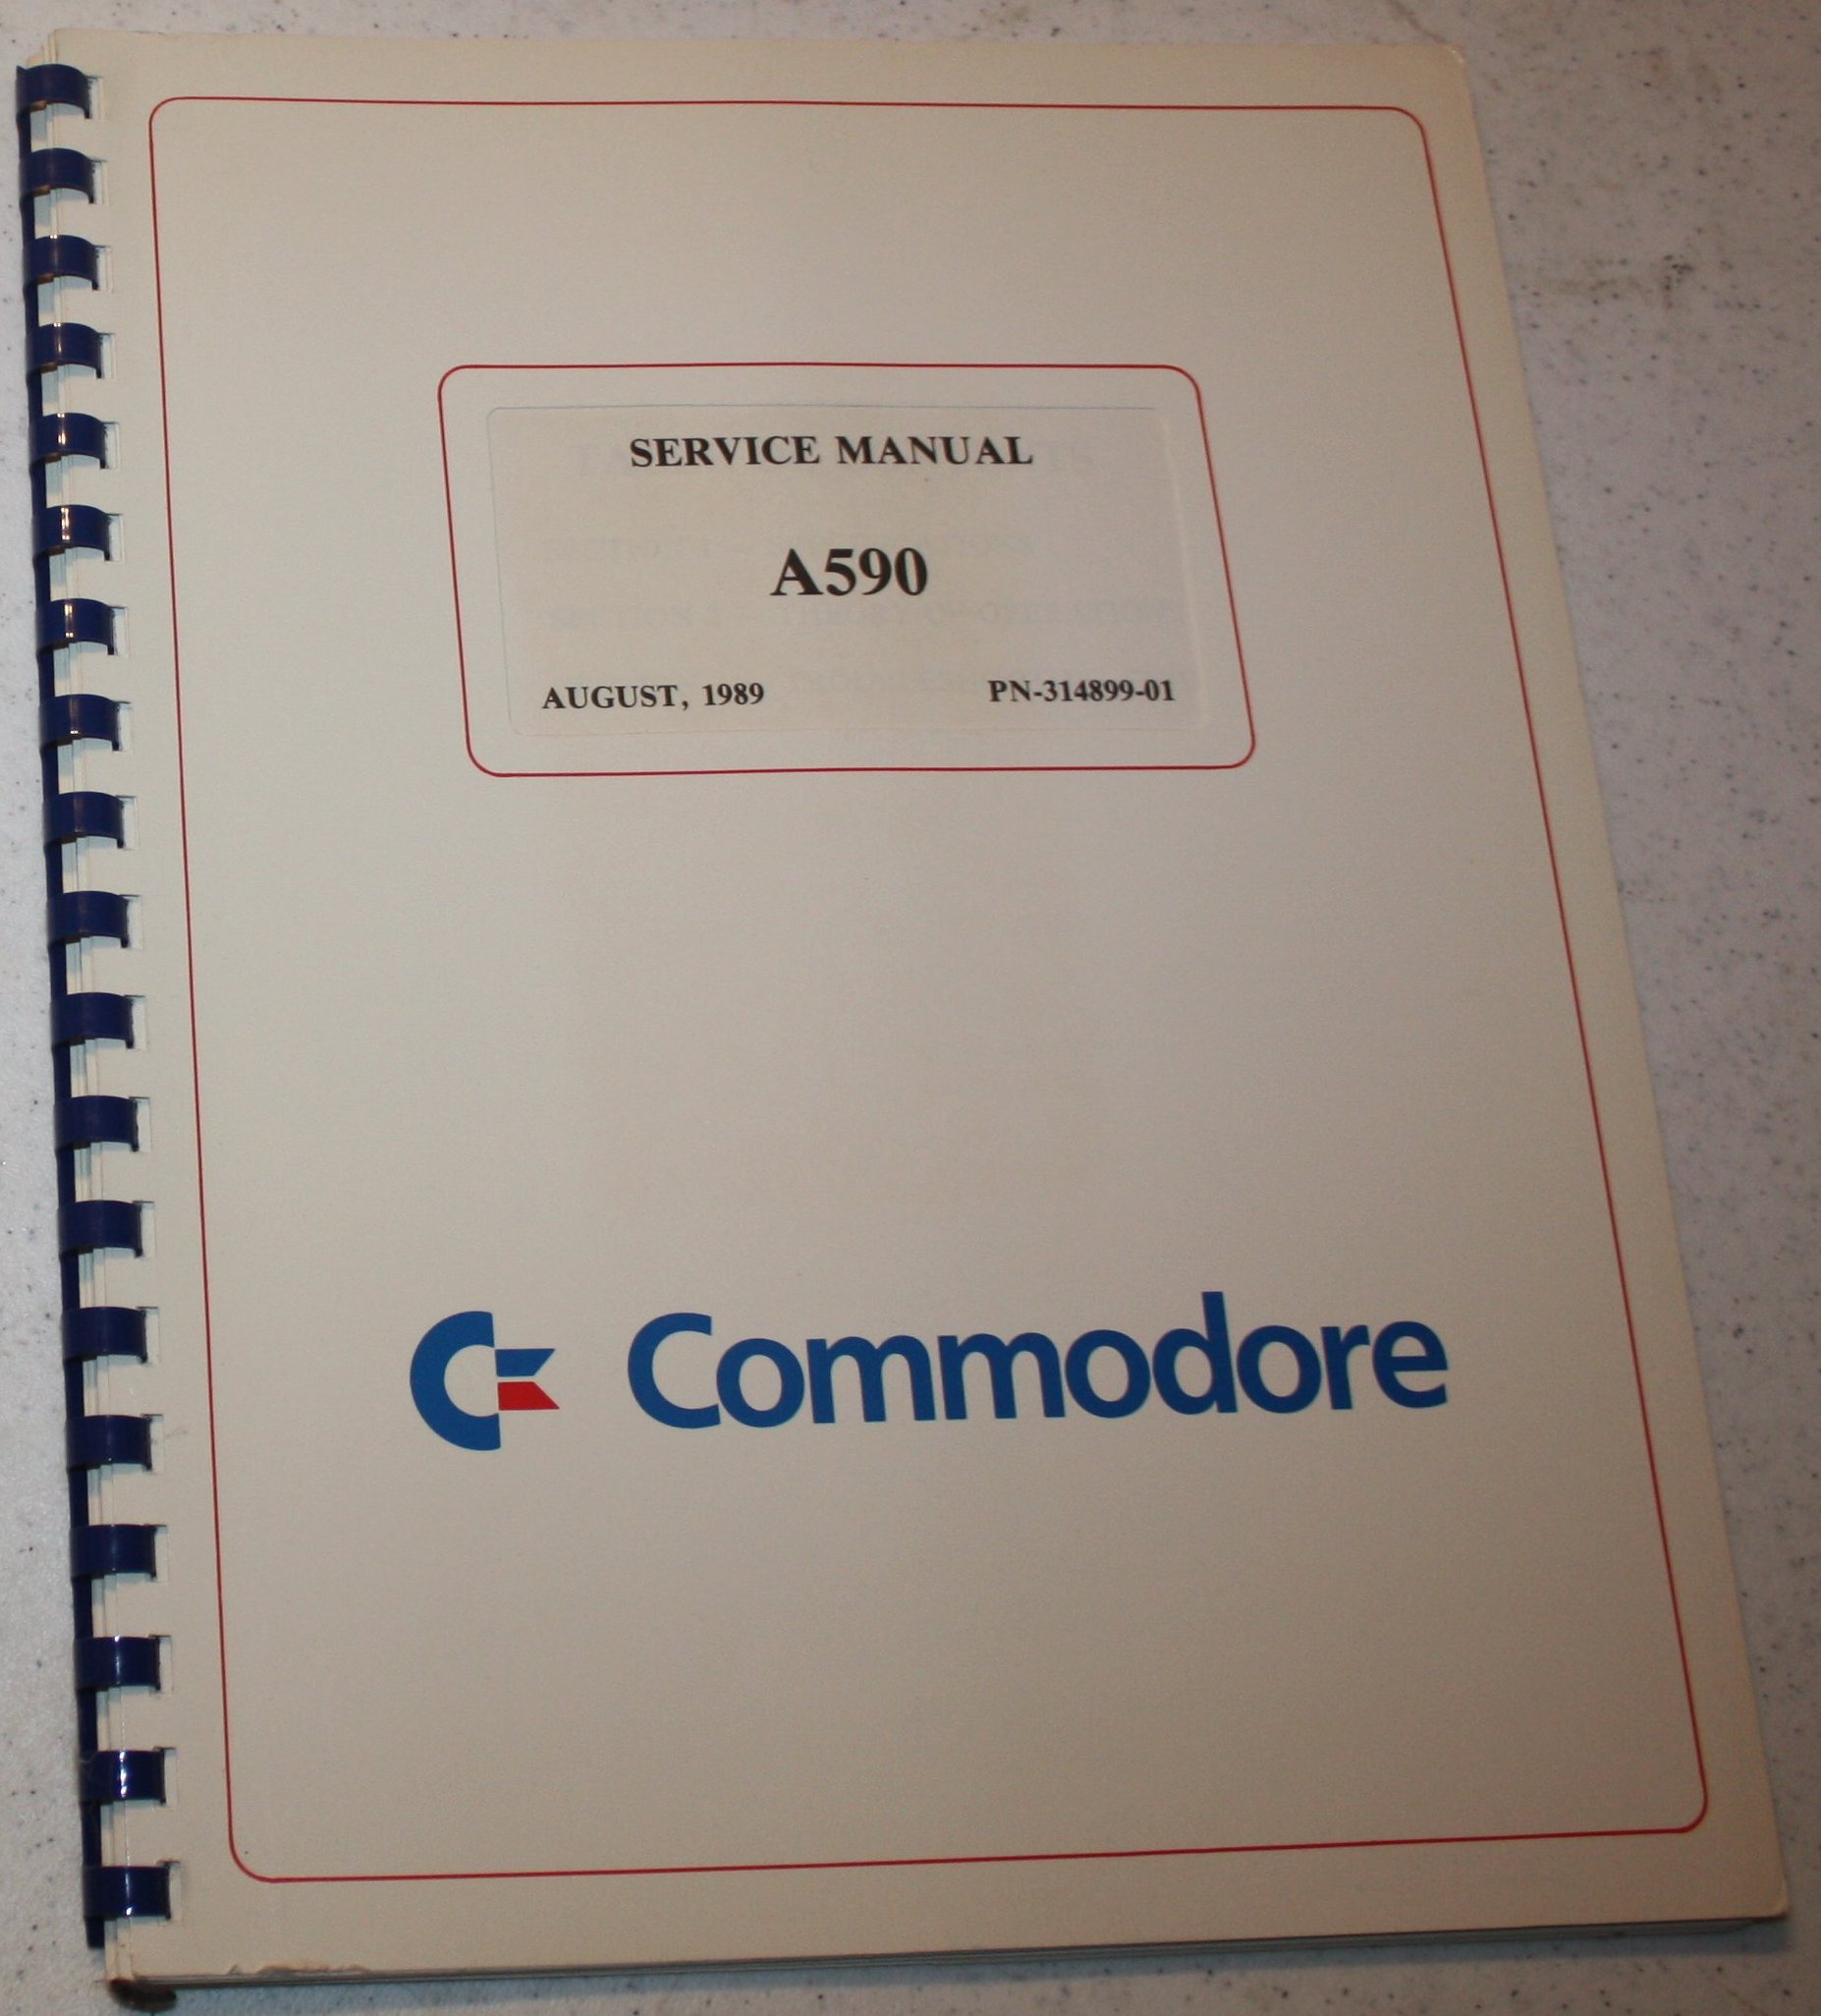 SERVICE MANUAL
A590
AUGUST, 1989 PN-314899-01
Commodore